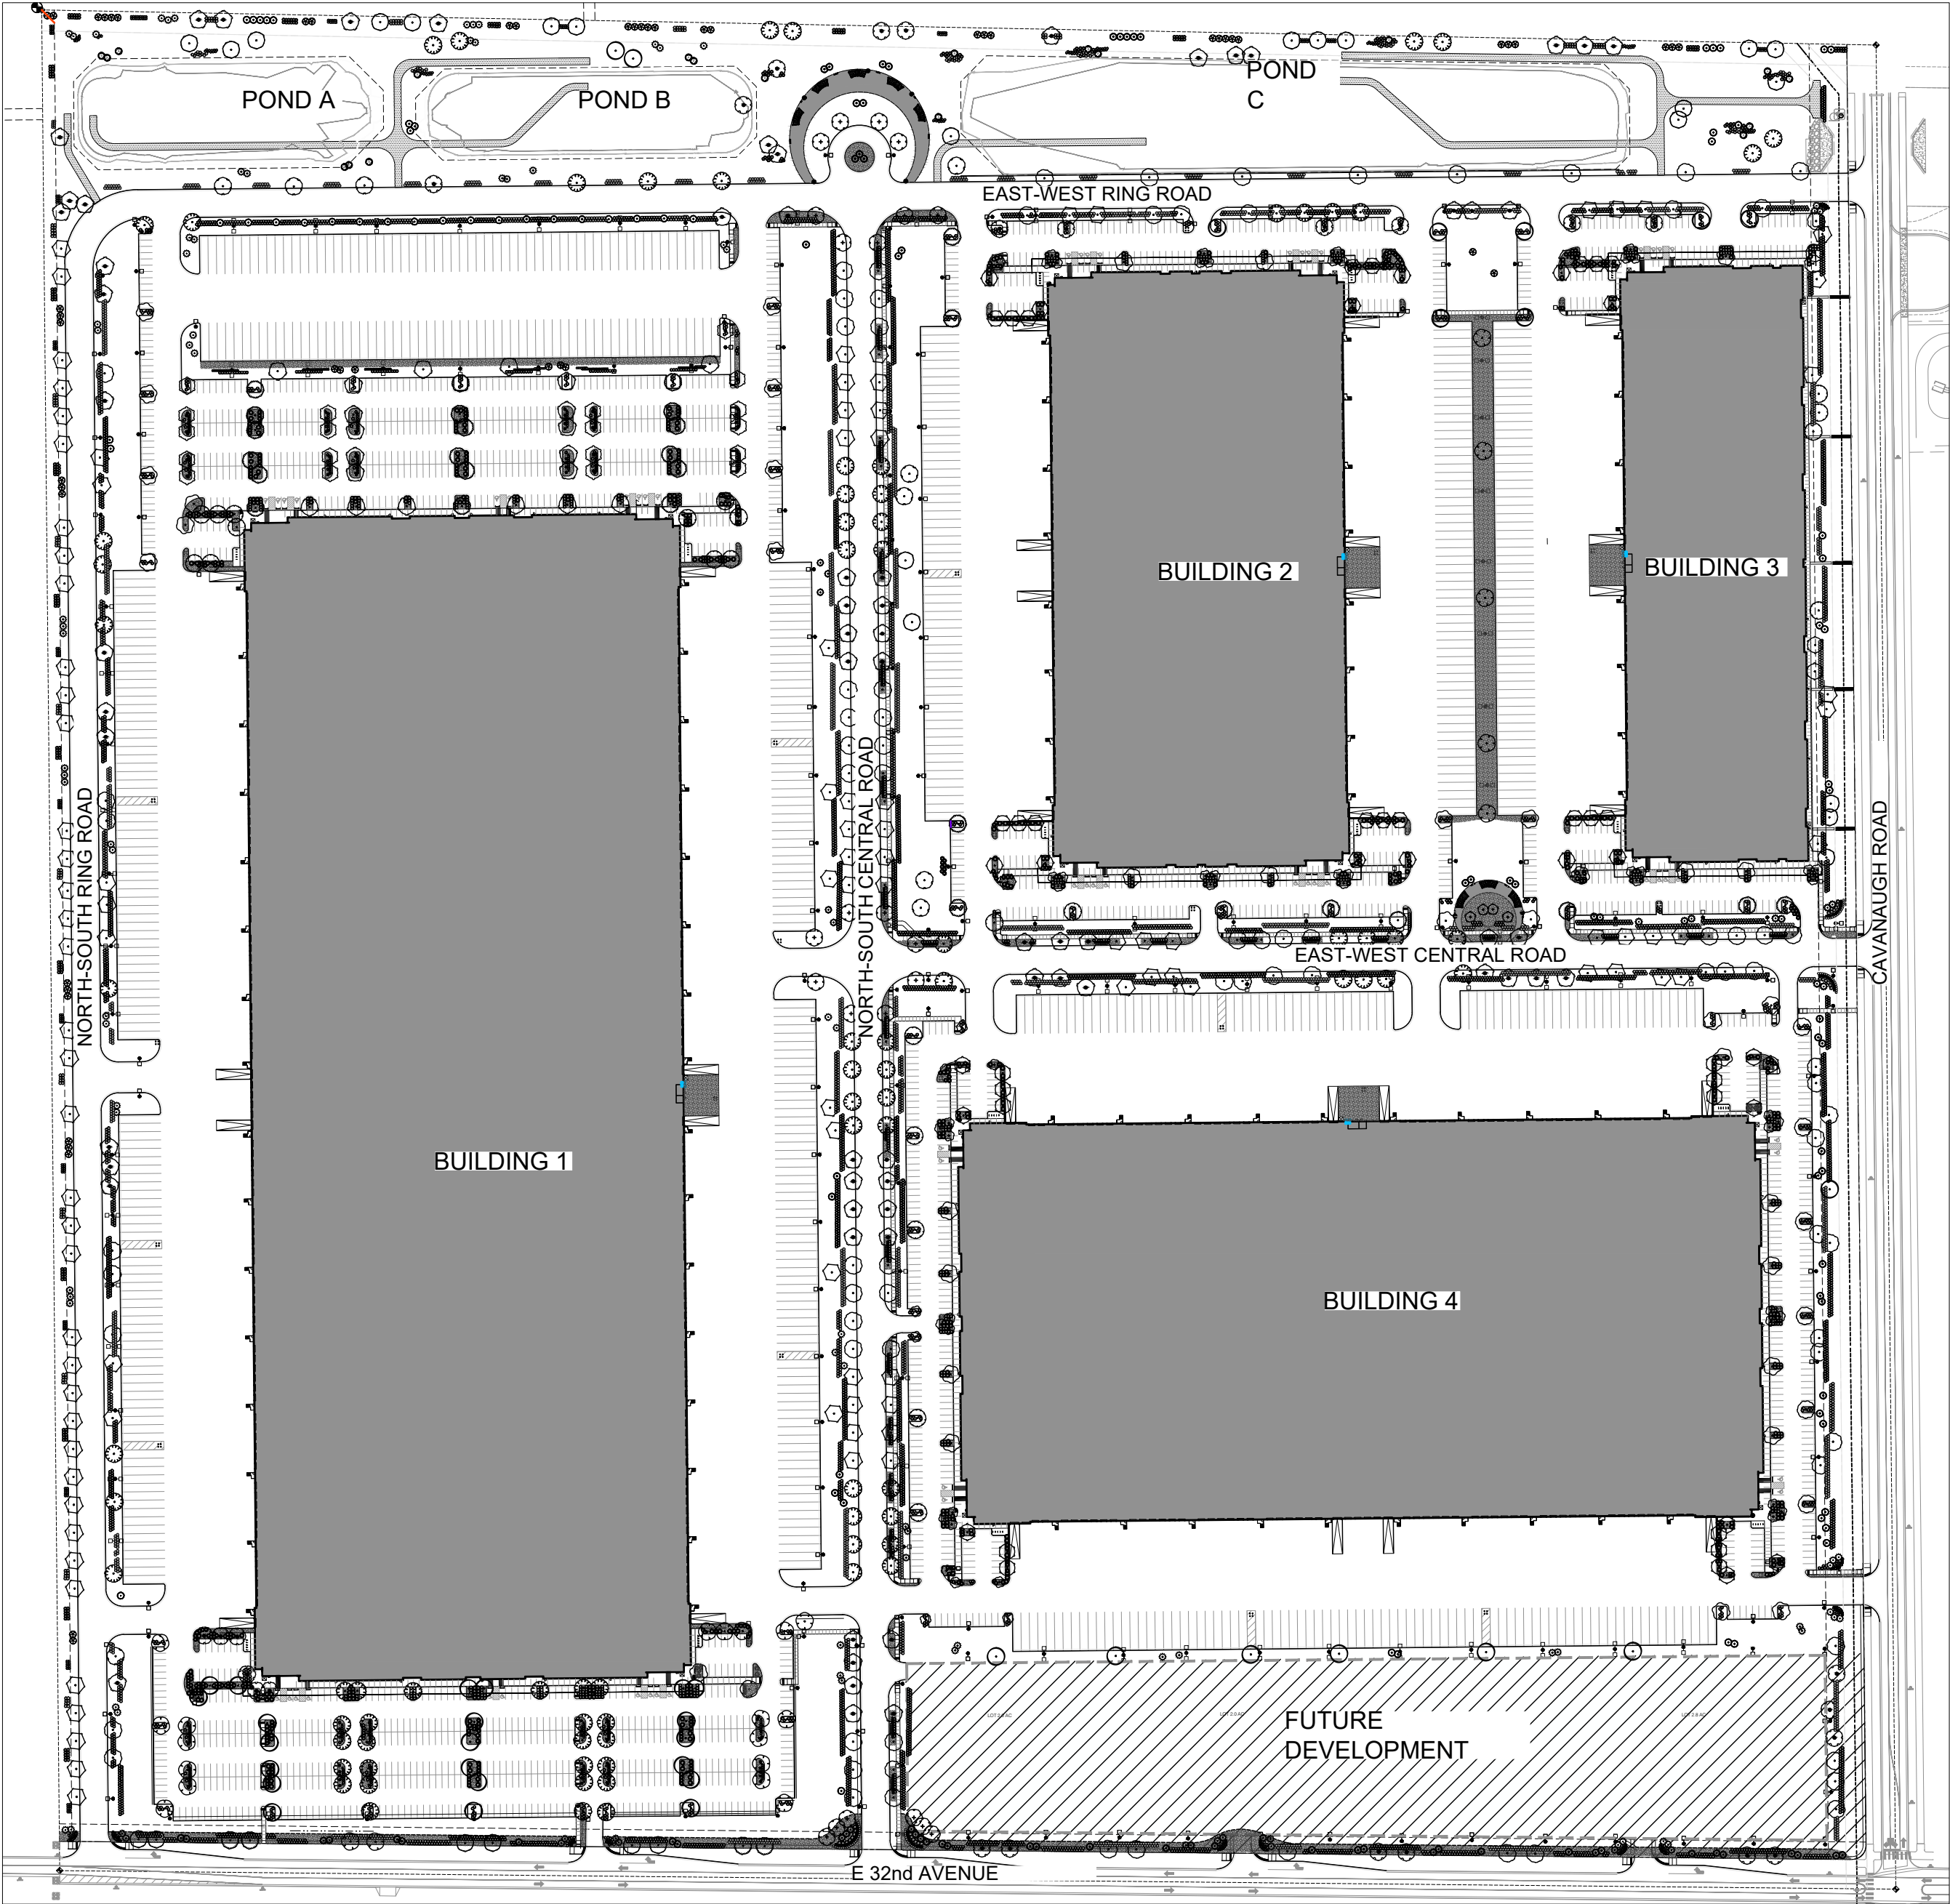 POND A
POND B
POND
C
EAST-WEST RING ROAD
BUILDING 2
BUILDING 3
NORTH-SOUTH RING ROAD
NORTH-SOUTH CENTRAL ROAD
CAVANAUGH ROAD
EAST-WEST CENTRAL ROAD
BUILDING 1
BUILDING 4
FUTURE
DEVELOPMENT
E 32nd AVENUE